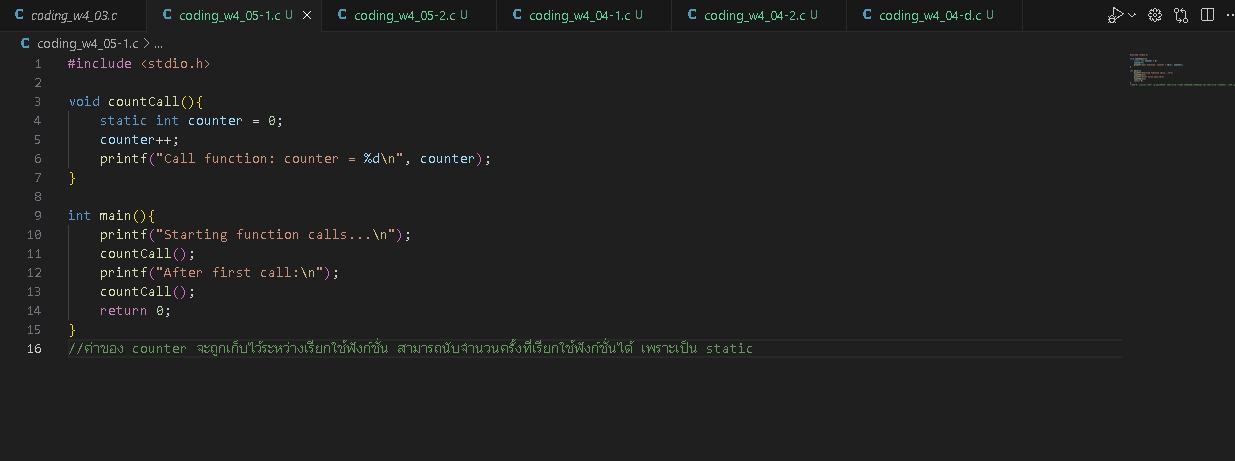 C coding_w4_03.c C coding_w4_05-1.c U C coding_w4_05-2.c U C coding_w4_04-1.c U C coding_w4_04-2.c U C coding_w4_04-d.c U
C coding_w4_05-1.c > ...
1 #include <stdio.h>
2
3 void countCall(){
4 static int counter = 0;
5 counter++;
6 printf("Call function: counter = %d\n", counter);
7 }
8
9 int main(){
10 printf("Starting function calls...\n");
11 countCall();
12 printf("After first call:\n");
13 countCall();
14 return 0;
15 }
16 //ค่าของ counter จะถูกเก็บไว้ระหว่างเรียกใช้ฟังก์ชั่น สามารถนับจำนวนครั้งที่เรียกใช้ฟังก์ชั่นได้ เพราะเป็น static